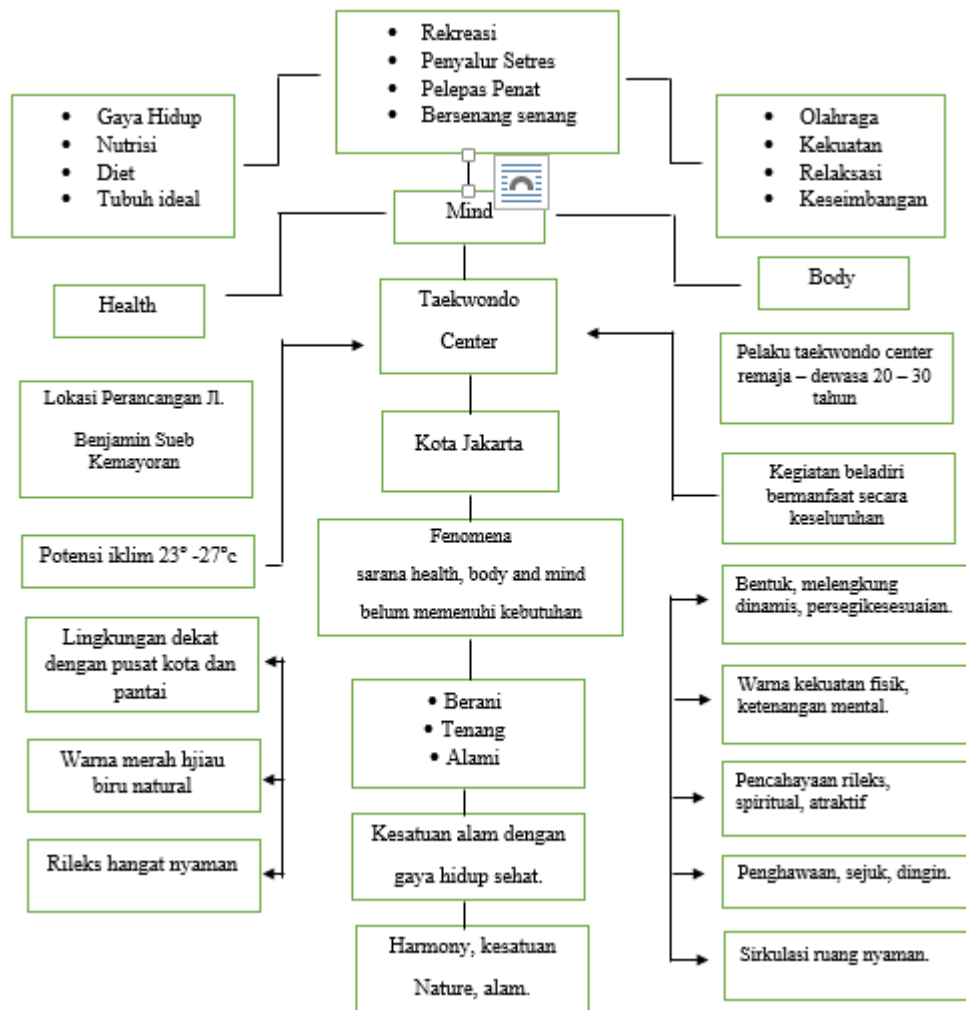 • Rekreasi
• Penyalur Setres
• Pelepas Penat
• Bersenang senang
• Gaya Hidup
• Nutrisi
• Diet
• Tubuh ideal
• Olahraga
• Kekuatan
• Relaksasi
• Keseimbangan
Mind
Health
Body
Taekwondo
Center
Lokasi Perancangan Jl.
Benjamin Sueb
Kemayoran
Pelaku taekwondo center
remaja – dewasa 20 – 30
tahun
Kota Jakarta
Kegiatan beladiri
bermanfaat secara
keseluruhan
Potensi iklim 23° -27°c
Fenomena
sarana health, body and mind
belum memenuhi kebutuhan
Lingkungan dekat
dengan pusat kota dan
pantai
Warna merah hjiau
biru natural
Rileks hangat nyaman
• Berani
• Tenang
• Alami
Kesatuan alam dengan
gaya hidup sehat.
Harmony, kesatuan
Nature, alam.
Bentuk, melengkung
dinamis, persegikesesuaian.
Warna kekuatan fisik,
ketenangan mental.
Pencahayaan rileks,
spiritual, atraktif
Penghawaan, sejuk, dingin.
Sirkulasi ruang nyaman.